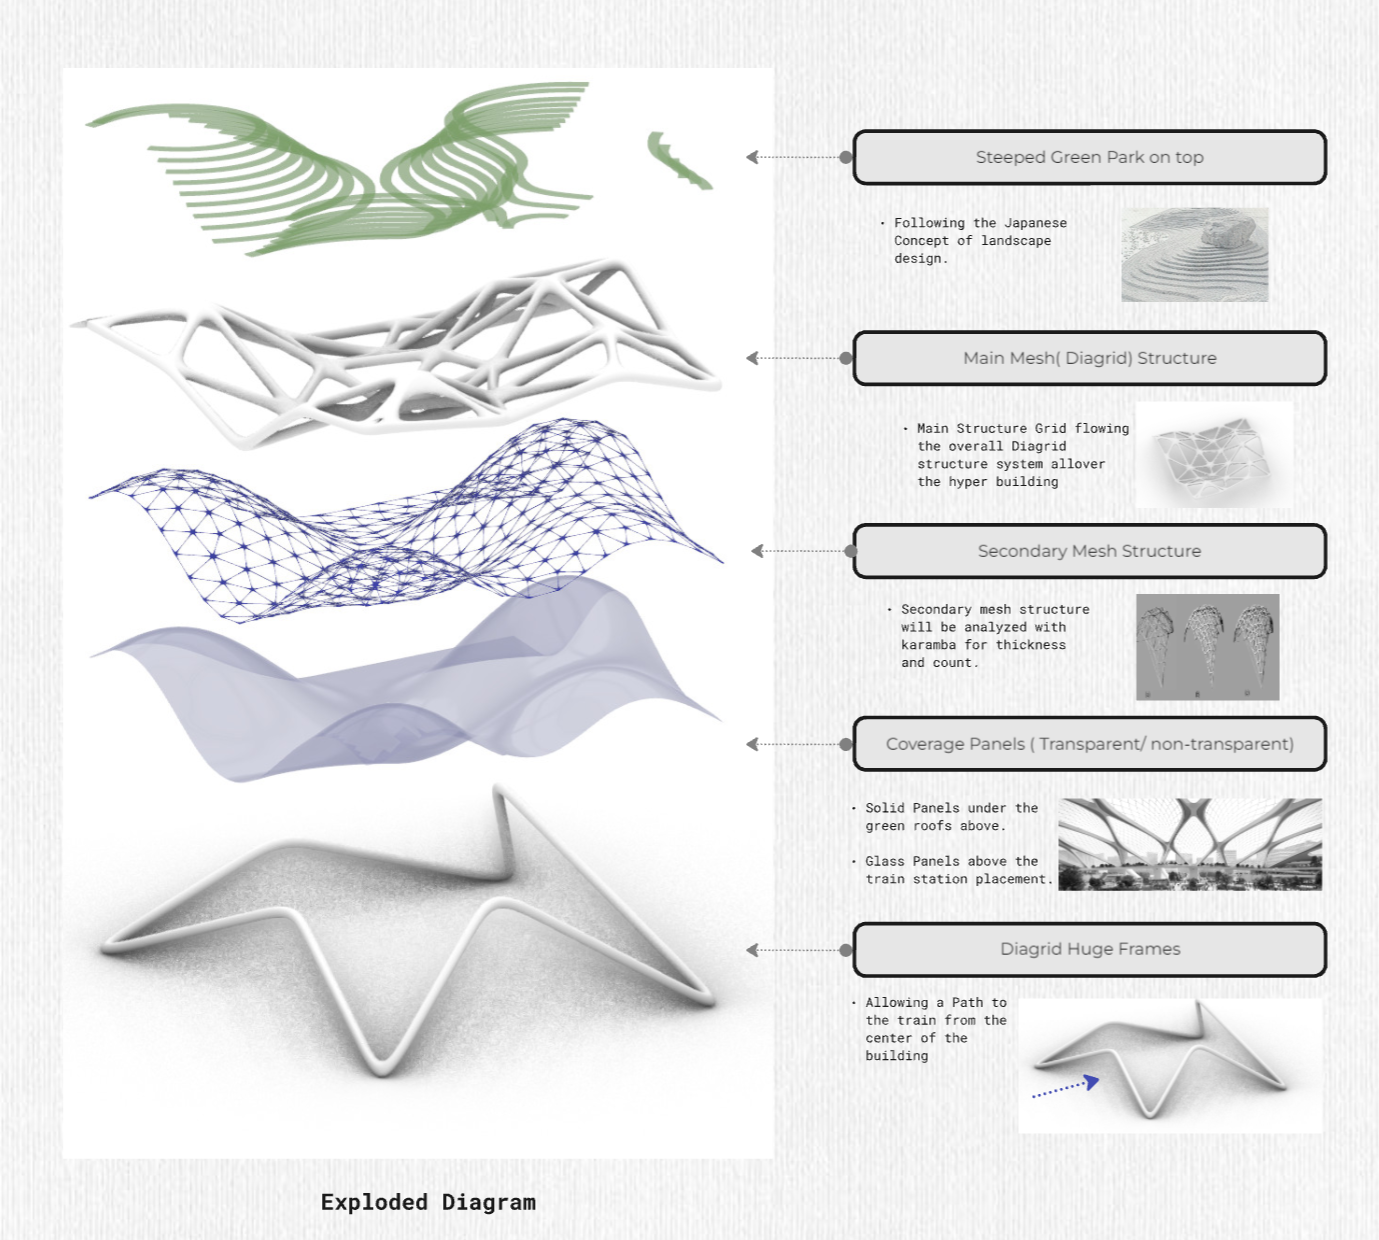 Steeped Green Park on top
• Following the Japanese
Concept of landscape
design.
Main Mesh( Diagrid) Structure
• Main Structure Grid flowing
the overall Diagrid
structure system allover
the hyper building
Secondary Mesh Structure
• Secondary mesh structure
will be analyzed with
karamba for thickness
and count.
Coverage Panels ( Transparent/ non-transparent)
• Solid Panels under the
green roofs above.
• Glass Panels above the
train station placement.
Diagrid Huge Frames
• Allowing a Path to
the train from the
center of the
building
Exploded Diagram